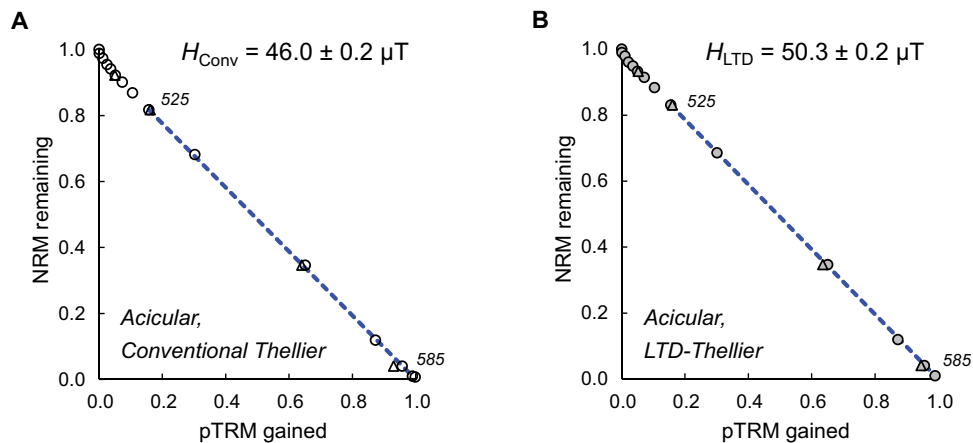 A
H_Conv = 46.0 ± 0.2 µT
1.0
0.8
0.6
0.4
0.2
0.0
NRM remaining
525
585
Acicular,
Conventional Thellier
0.0 0.2 0.4 0.6 0.8 1.0
pTRM gained
B
H_LTD = 50.3 ± 0.2 µT
1.0
0.8
0.6
0.4
0.2
0.0
NRM remaining
525
585
Acicular,
LTD-Thellier
0.0 0.2 0.4 0.6 0.8 1.0
pTRM gained